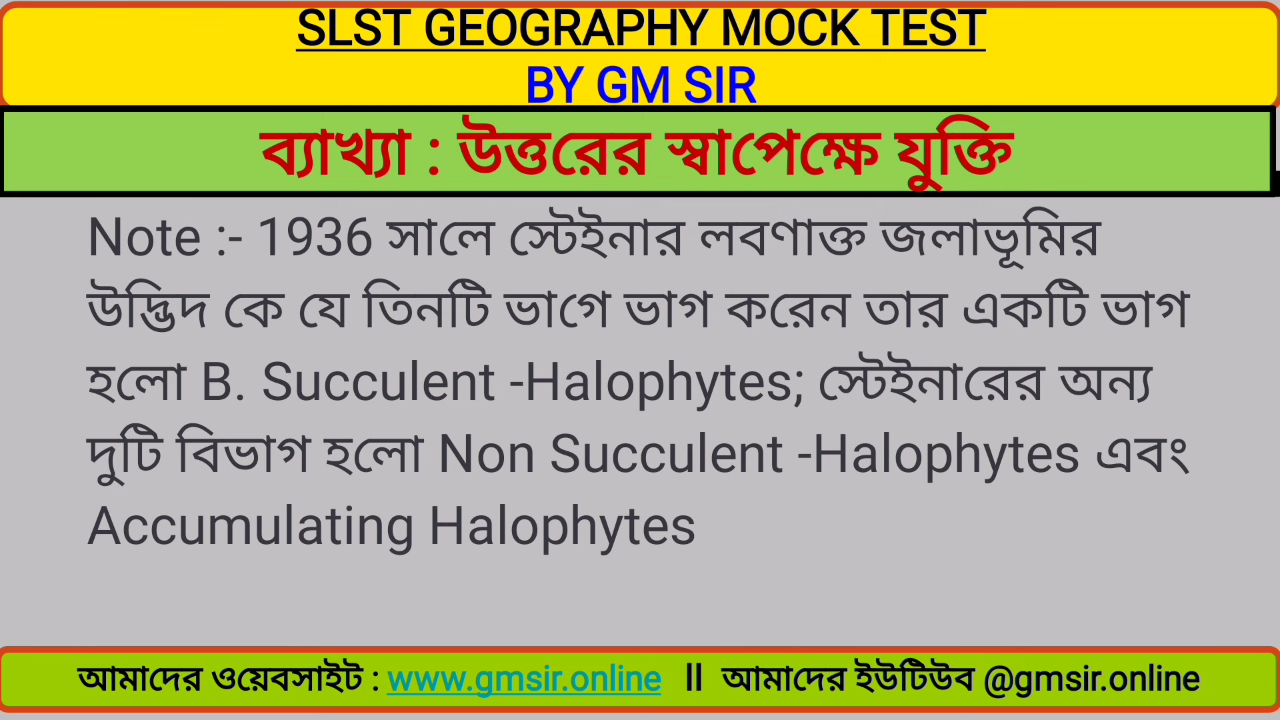 SLST GEOGRAPHY MOCK TEST
BY GM SIR
ব্যাখ্যা : উত্তরের স্বাপেক্ষে যুক্তি
Note :- 1936 সালে স্টেইনার লবণাক্ত জলাভূমির
উদ্ভিদ কে যে তিনটি ভাগে ভাগ করেন তার একটি ভাগ
হলো B. Succulent -Halophytes; স্টেইনারের অন্য
দুটি বিভাগ হলো Non Succulent -Halophytes এবং
Accumulating Halophytes
আমাদের ওয়েবসাইট : www.gmsir.online ll আমাদের ইউটিউব @gmsir.online